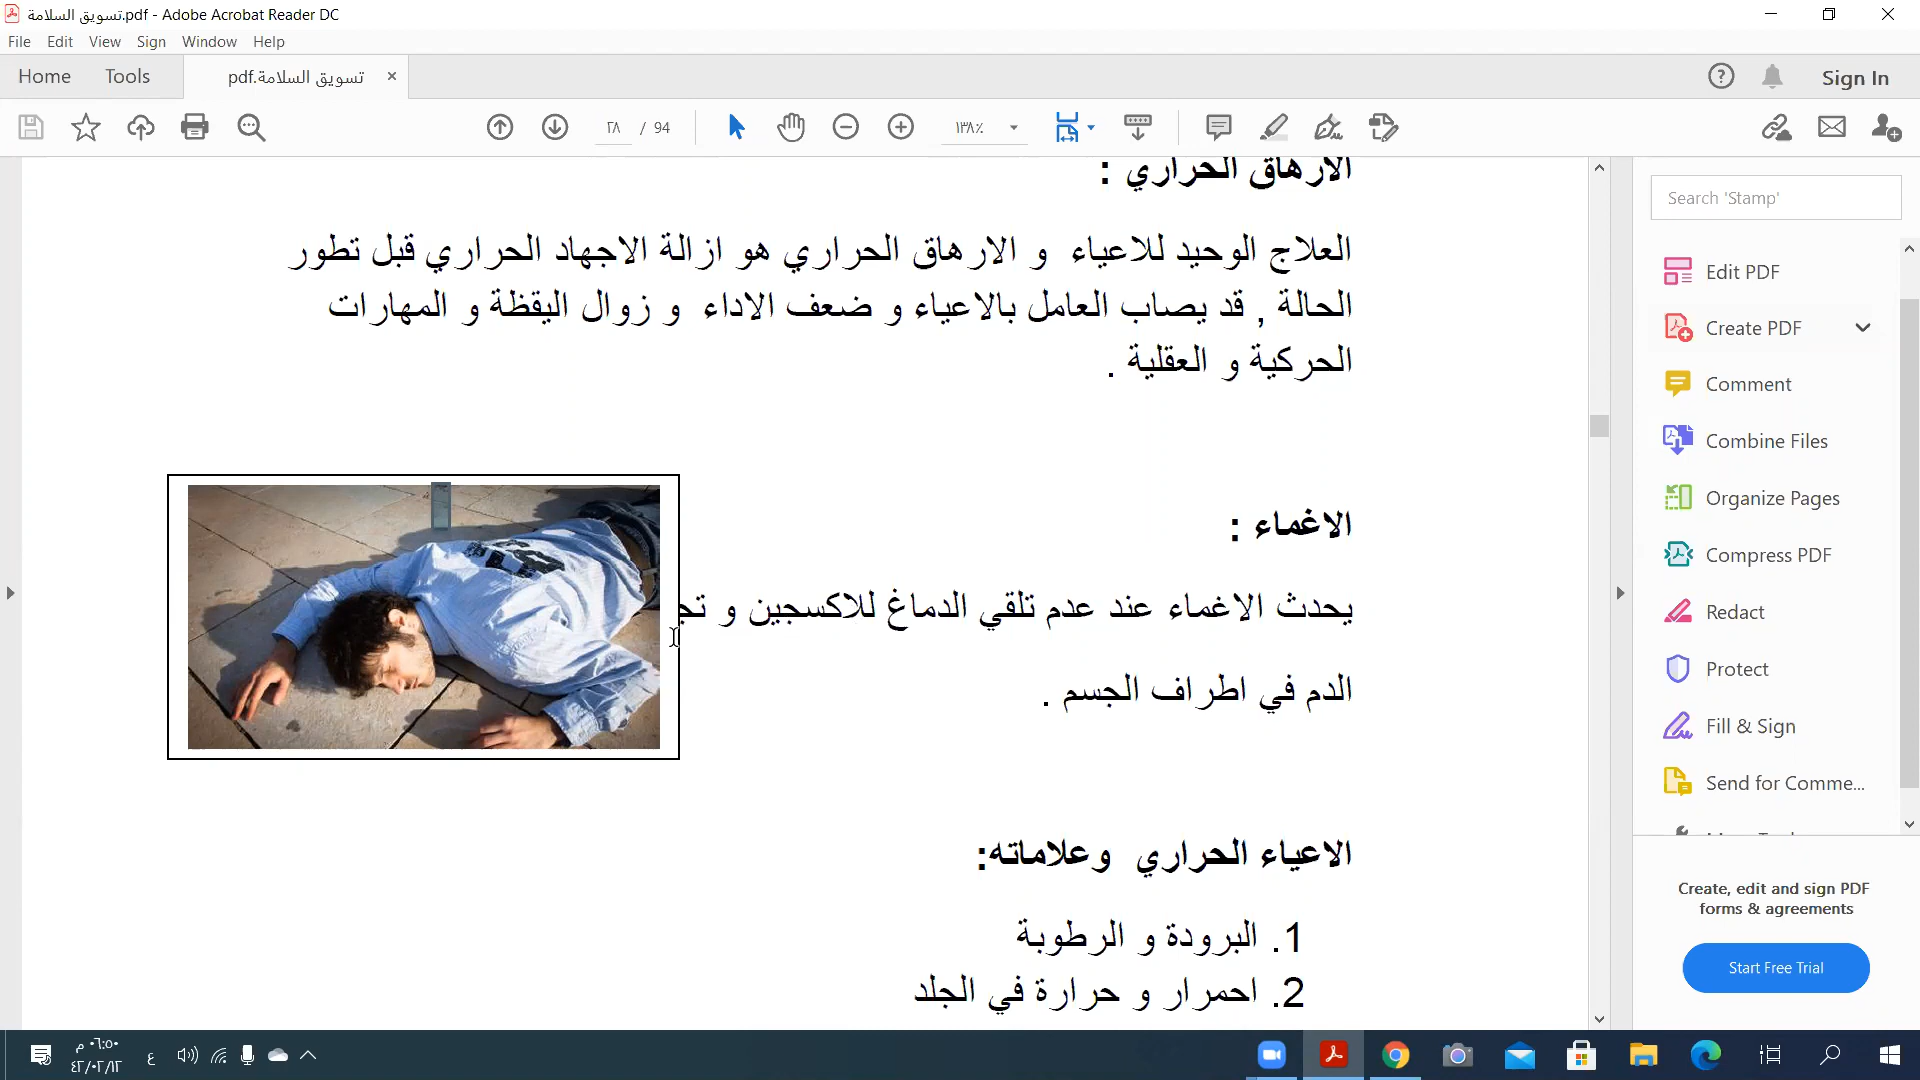 تسويق السلامة.pdf - Adobe Acrobat Reader DC
File Edit View Sign Window Help
Home Tools تسويق السلامة.pdf × Sign In
٢٨ / 94 ١٣٨٪
الارهاق الحراري :
العلاج الوحيد للاعياء و الارهاق الحراري هو ازالة الاجهاد الحراري قبل تطور
الحالة , قد يصاب العامل بالاعياء و ضعف الاداء و زوال اليقظة و المهارات
الحركية و العقلية .
الاغماء :
يحدث الاغماء عند عدم تلقي الدماغ للاكسجين و تج
الدم في اطراف الجسم .
الاعياء الحراري وعلاماته:
1. البرودة و الرطوبة
2. احمرار و حرارة في الجلد
Search 'Stamp'
Edit PDF
Create PDF
Comment
Combine Files
Organize Pages
Compress PDF
Redact
Protect
Fill & Sign
Send for Comme...
Create, edit and sign PDF
forms & agreements
Start Free Trial
٠٦:٥٠ م
٤٢/٠٢/١٢
ع